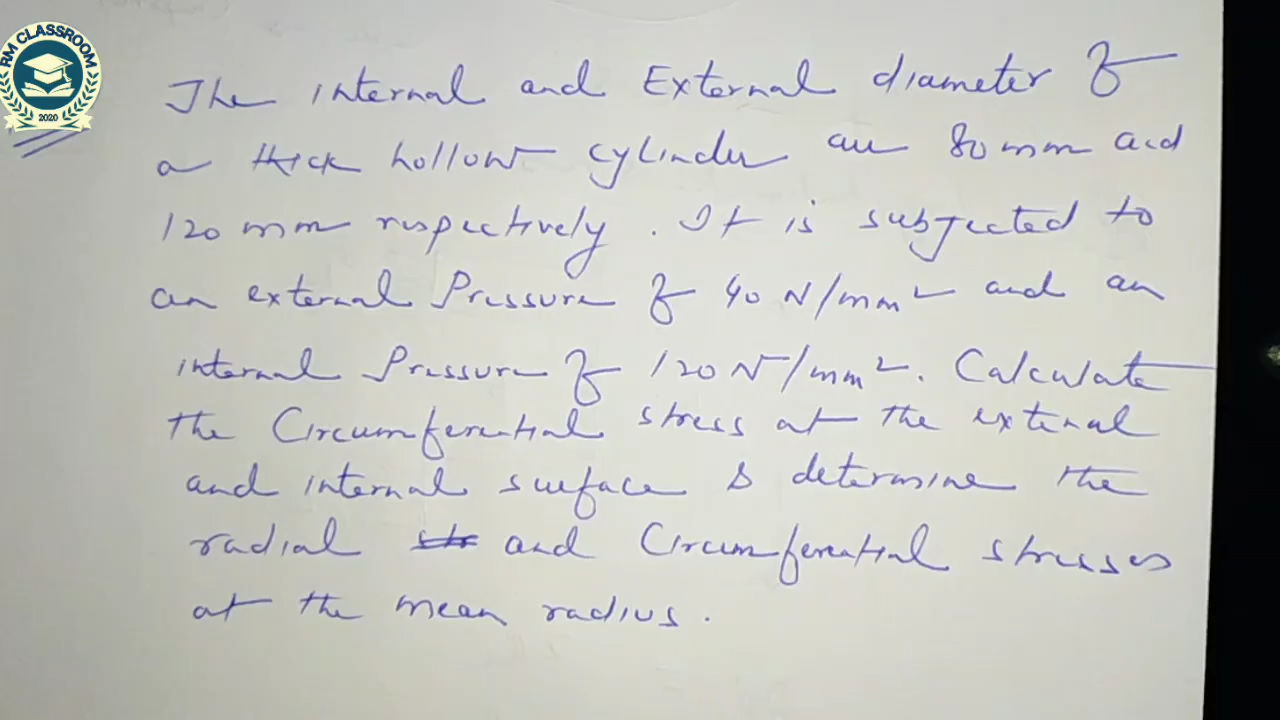 RM CLASSROOM
2020
The internal and External diameter of
a thick hollow cylinder are 80 mm and
120 mm respectively. It is subjected to
an external Pressure of 40 N/mm² and an
internal Pressure of 120 N/mm². Calculate
the Circumferential stress at the external
and internal surface & determine the
radial and Circumferential stresses
at the mean radius.